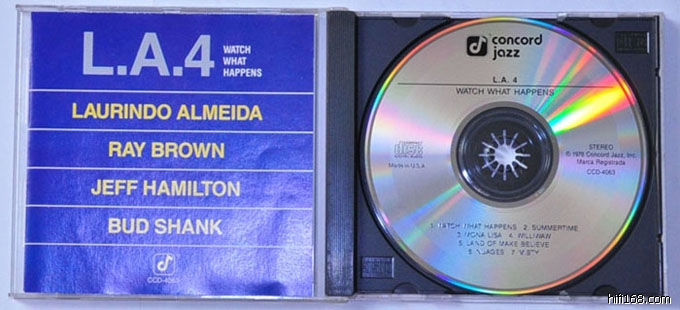 L.A.4
WATCH
WHAT
HAPPENS
LAURINDO ALMEIDA
RAY BROWN
JEFF HAMILTON
BUD SHANK
CCD-4063
concord
jazz
L.A. 4
WATCH WHAT HAPPENS
Made in U.S.A.
STEREO
℗ 1978 Concord Jazz, Inc.
Marca Registrada
CCD-4063
1. WATCH WHAT HAPPENS 2. SUMMERTIME
3. MONA LISA 4. WILLIWAW
5. LAND OF MAKE BELIEVE
6. NUAGES 7. MISTY
hifi168.com